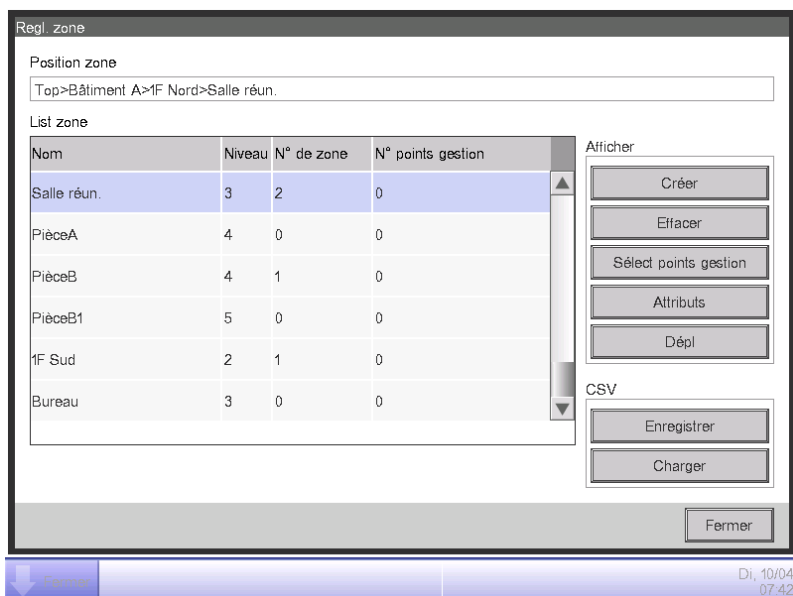 Regl. zone
Position zone
Top>Bâtiment A>1F Nord>Salle réun.
List zone
Nom Niveau N° de zone N° points gestion
Salle réun. 3 2 0
PièceA 4 0 0
PièceB 4 1 0
PièceB1 5 0 0
1F Sud 2 1 0
Bureau 3 0 0
Afficher
Créer
Effacer
Sélect points gestion
Attributs
Dépl
CSV
Enregistrer
Charger
Fermer
Di, 10/04
07:42